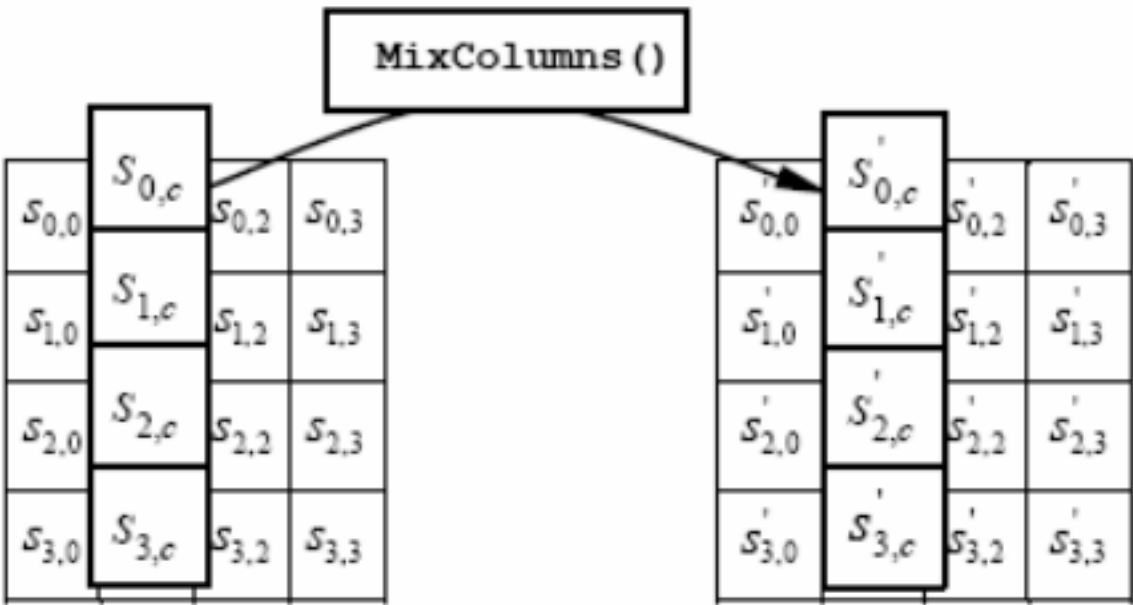 MixColumns()
s0,0 S0,c s0,2 s0,3 s'0,0 S'0,c s'0,2 s'0,3
s1,0 S1,c s1,2 s1,3 s'1,0 S'1,c s'1,2 s'1,3
s2,0 S2,c s2,2 s2,3 s'2,0 S'2,c s'2,2 s'2,3
s3,0 S3,c s3,2 s3,3 s'3,0 S'3,c s'3,2 s'3,3